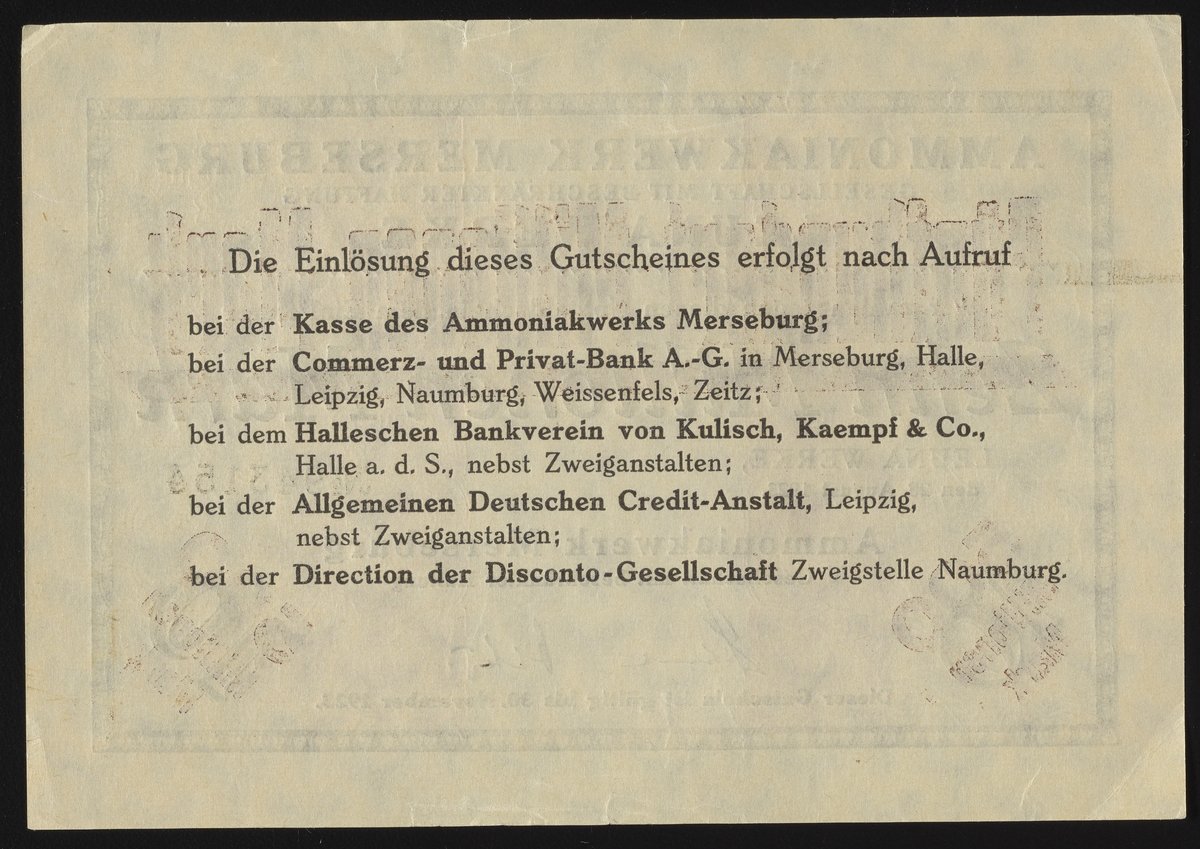 Die Einlösung dieses Gutscheines erfolgt nach Aufruf
bei der Kasse des Ammoniakwerks Merseburg;
bei der Commerz- und Privat-Bank A.-G. in Merseburg, Halle,
Leipzig, Naumburg, Weissenfels, Zeitz;
bei dem Halleschen Bankverein von Kulisch, Kaempf & Co.,
Halle a. d. S., nebst Zweiganstalten;
bei der Allgemeinen Deutschen Credit-Anstalt, Leipzig,
nebst Zweiganstalten;
bei der Direction der Disconto-Gesellschaft Zweigstelle Naumburg.